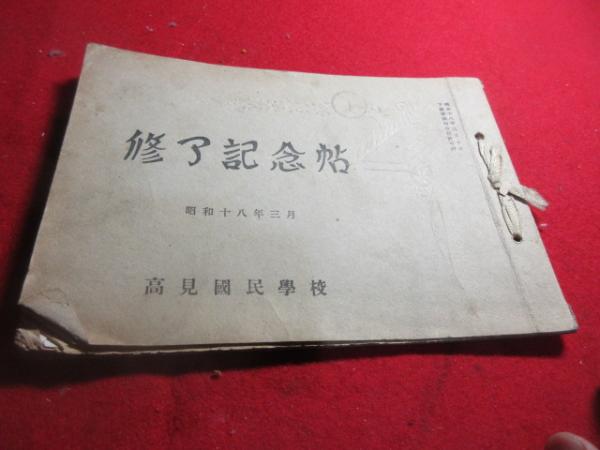 修了記念帖
昭和十八年三月
高見國民學校